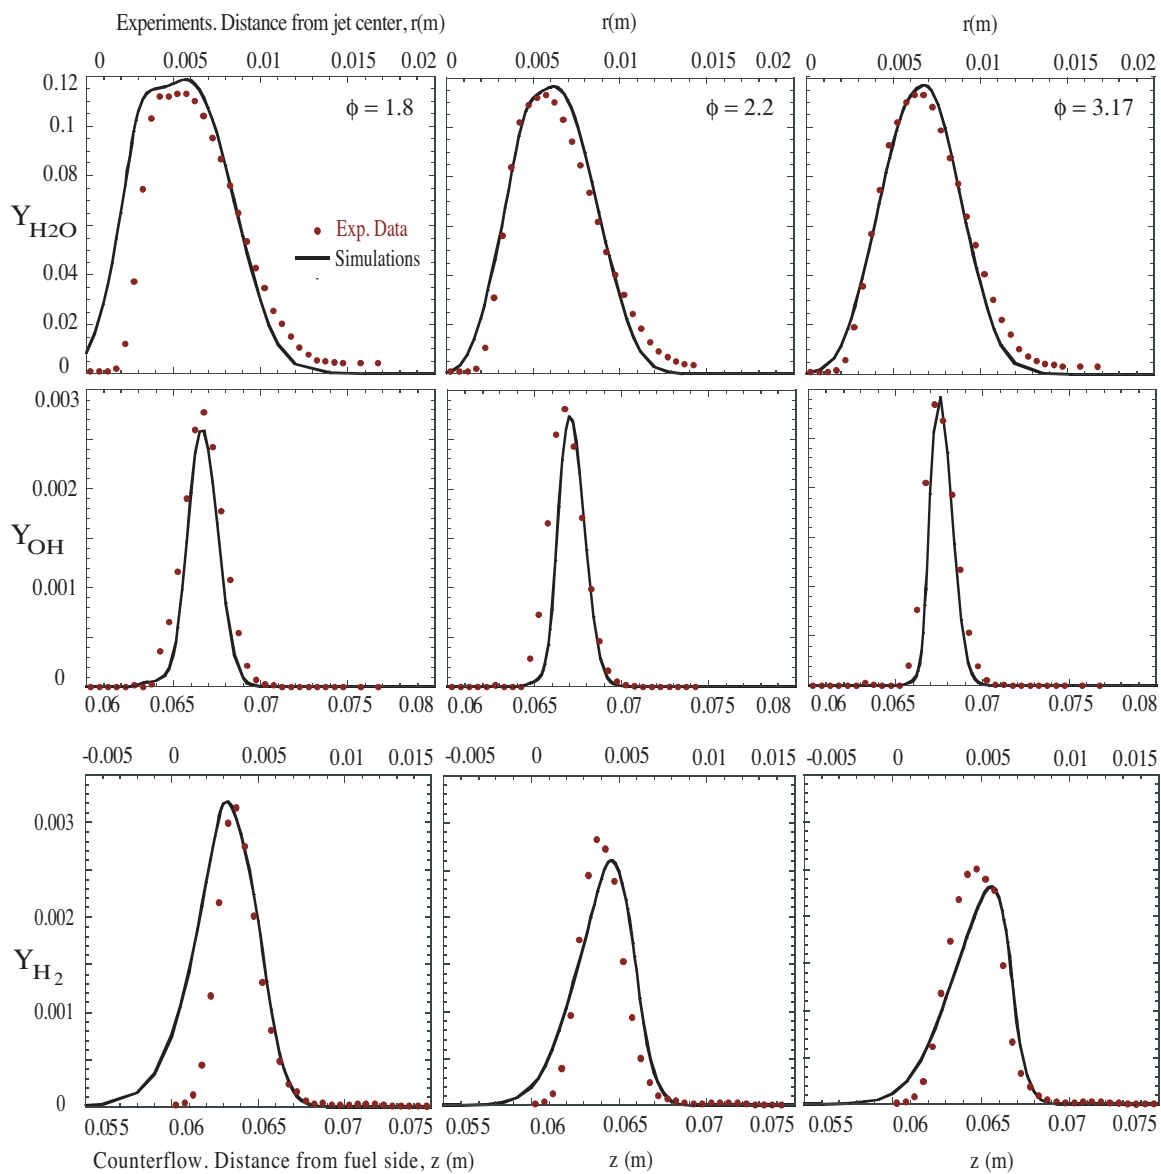 Experiments. Distance from jet center, r(m) r(m) r(m)
0 0.005 0.01 0.015 0.02 0 0.005 0.01 0.015 0.02 0 0.005 0.01 0.015 0.02
0.12
ϕ = 1.8 ϕ = 2.2 ϕ = 3.17
0.1
0.08
Y_H2O
Exp. Data
Simulations
0.04
0.02
0
0.003
0.002
Y_OH
0.001
0
0.06 0.065 0.07 0.075 0.08 0.06 0.065 0.07 0.075 0.08 0.06 0.065 0.07 0.075 0.08
-0.005 0 0.005 0.01 0.015 -0.005 0 0.005 0.01 0.015 -0.005 0 0.005 0.01 0.015
0.003
0.002
Y_H2
0.001
0
0.055 0.06 0.065 0.07 0.075 0.055 0.06 0.065 0.07 0.075 0.055 0.06 0.065 0.07 0.075
Counterflow. Distance from fuel side, z (m) z (m) z (m)